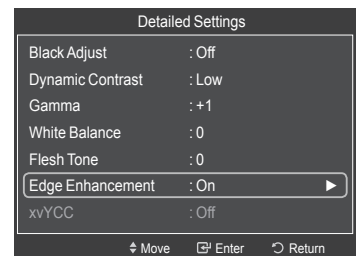 Detailed Settings
Black Adjust : Off
Dynamic Contrast : Low
Gamma : +1
White Balance : 0
Flesh Tone : 0
Edge Enhancement : On ►
xvYCC : Off
Move Enter Return